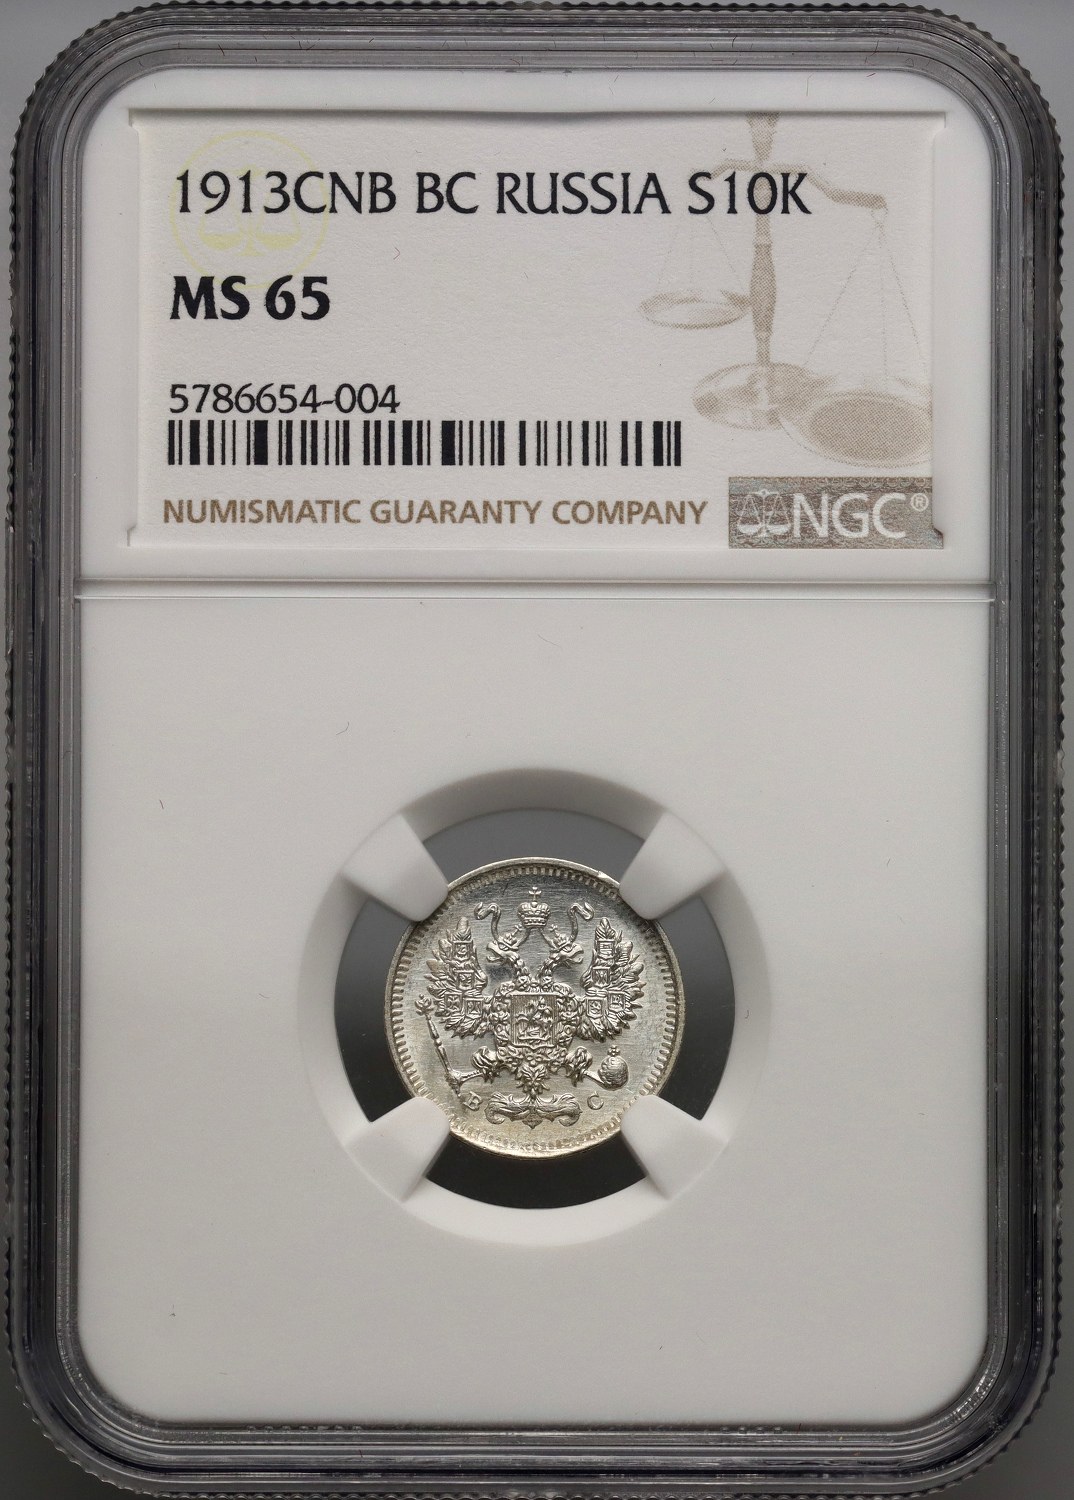 1913CNB BC RUSSIA S10K
MS 65
5786654-004
NUMISMATIC GUARANTY COMPANY
NGC®
В С